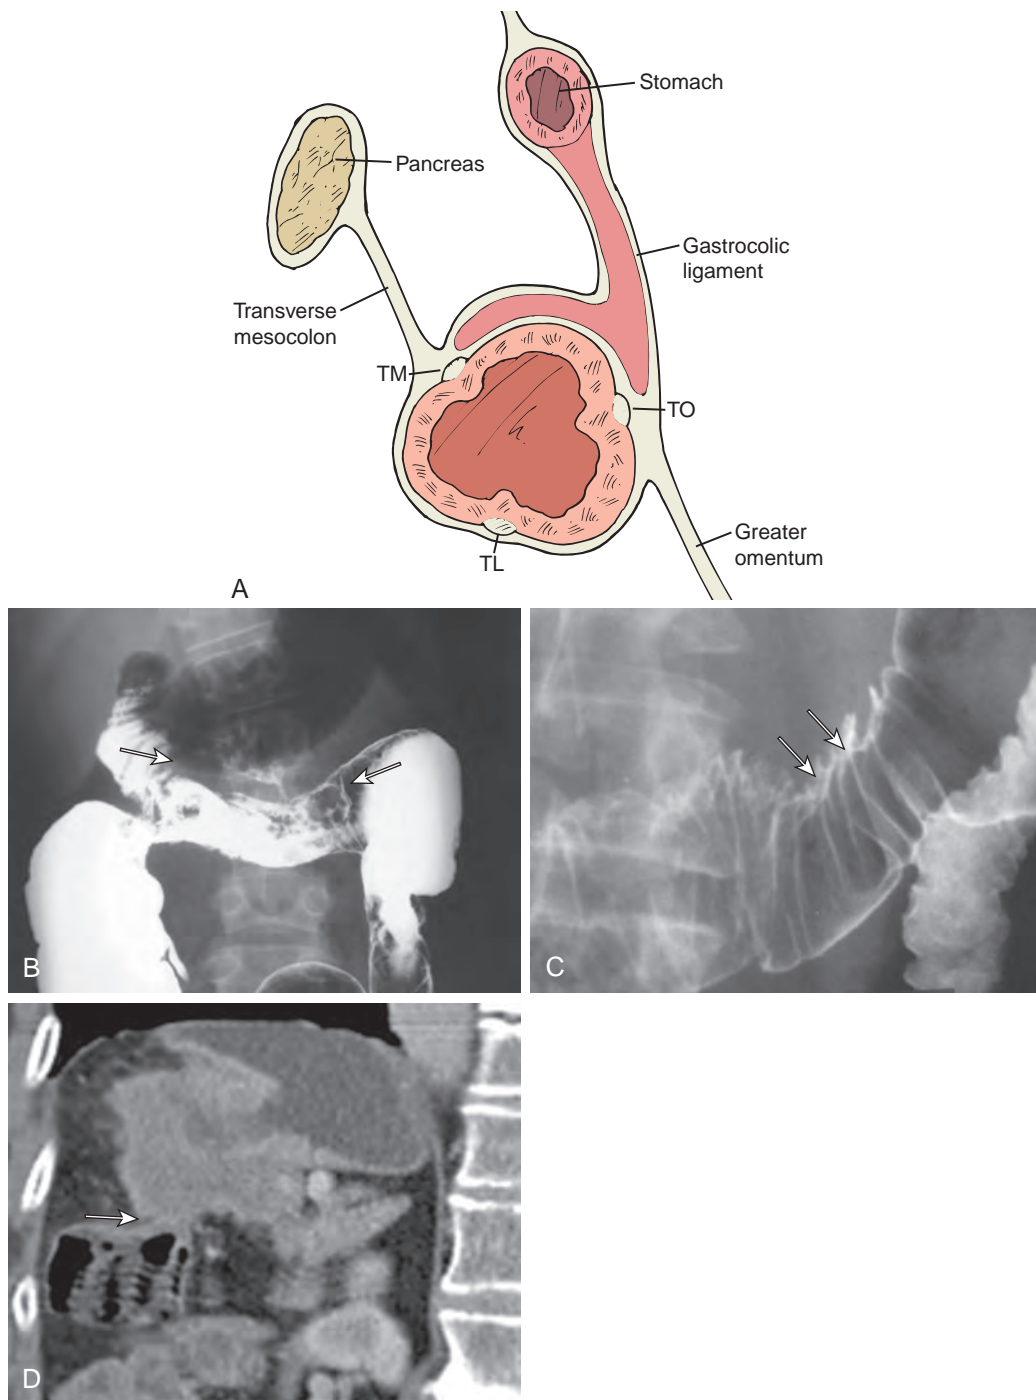 Stomach
Pancreas
Gastrocolic
ligament
Transverse
mesocolon
TM
TO
TL
Greater
omentum
A
B
C
D